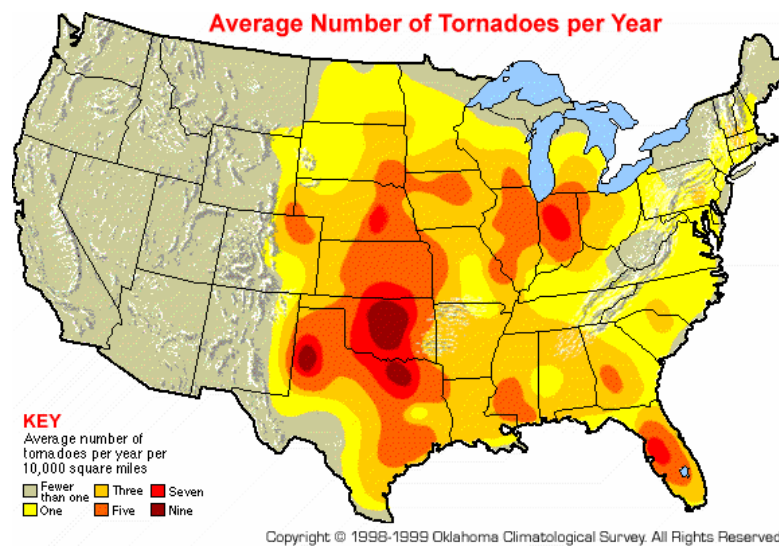 Average Number of Tornadoes per Year
KEY
Average number of
tornadoes per year per
10,000 square miles
Fewer
than one
Three
Seven
One
Five
Nine
Copyright © 1998-1999 Oklahoma Climatological Survey. All Rights Reserved